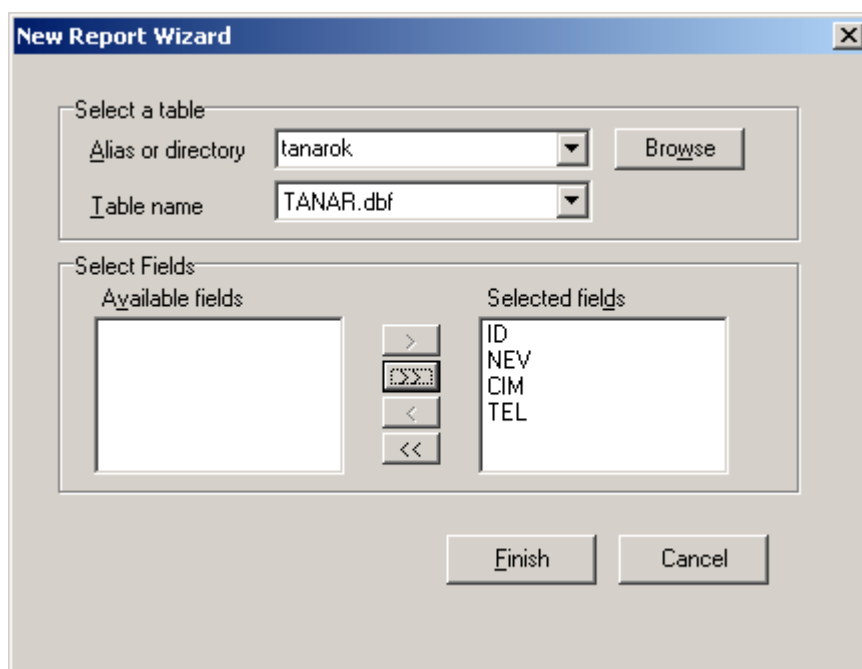 New Report Wizard
Select a table
Alias or directory
tanarok
Browse
Table name
TANAR.dbf
Select Fields
Available fields
Selected fields
>
>>
<
<<
ID
NEV
CIM
TEL
Finish
Cancel